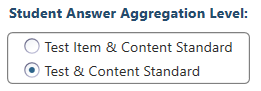 Student Answer Aggregation Level:
Test Item & Content Standard
Test & Content Standard